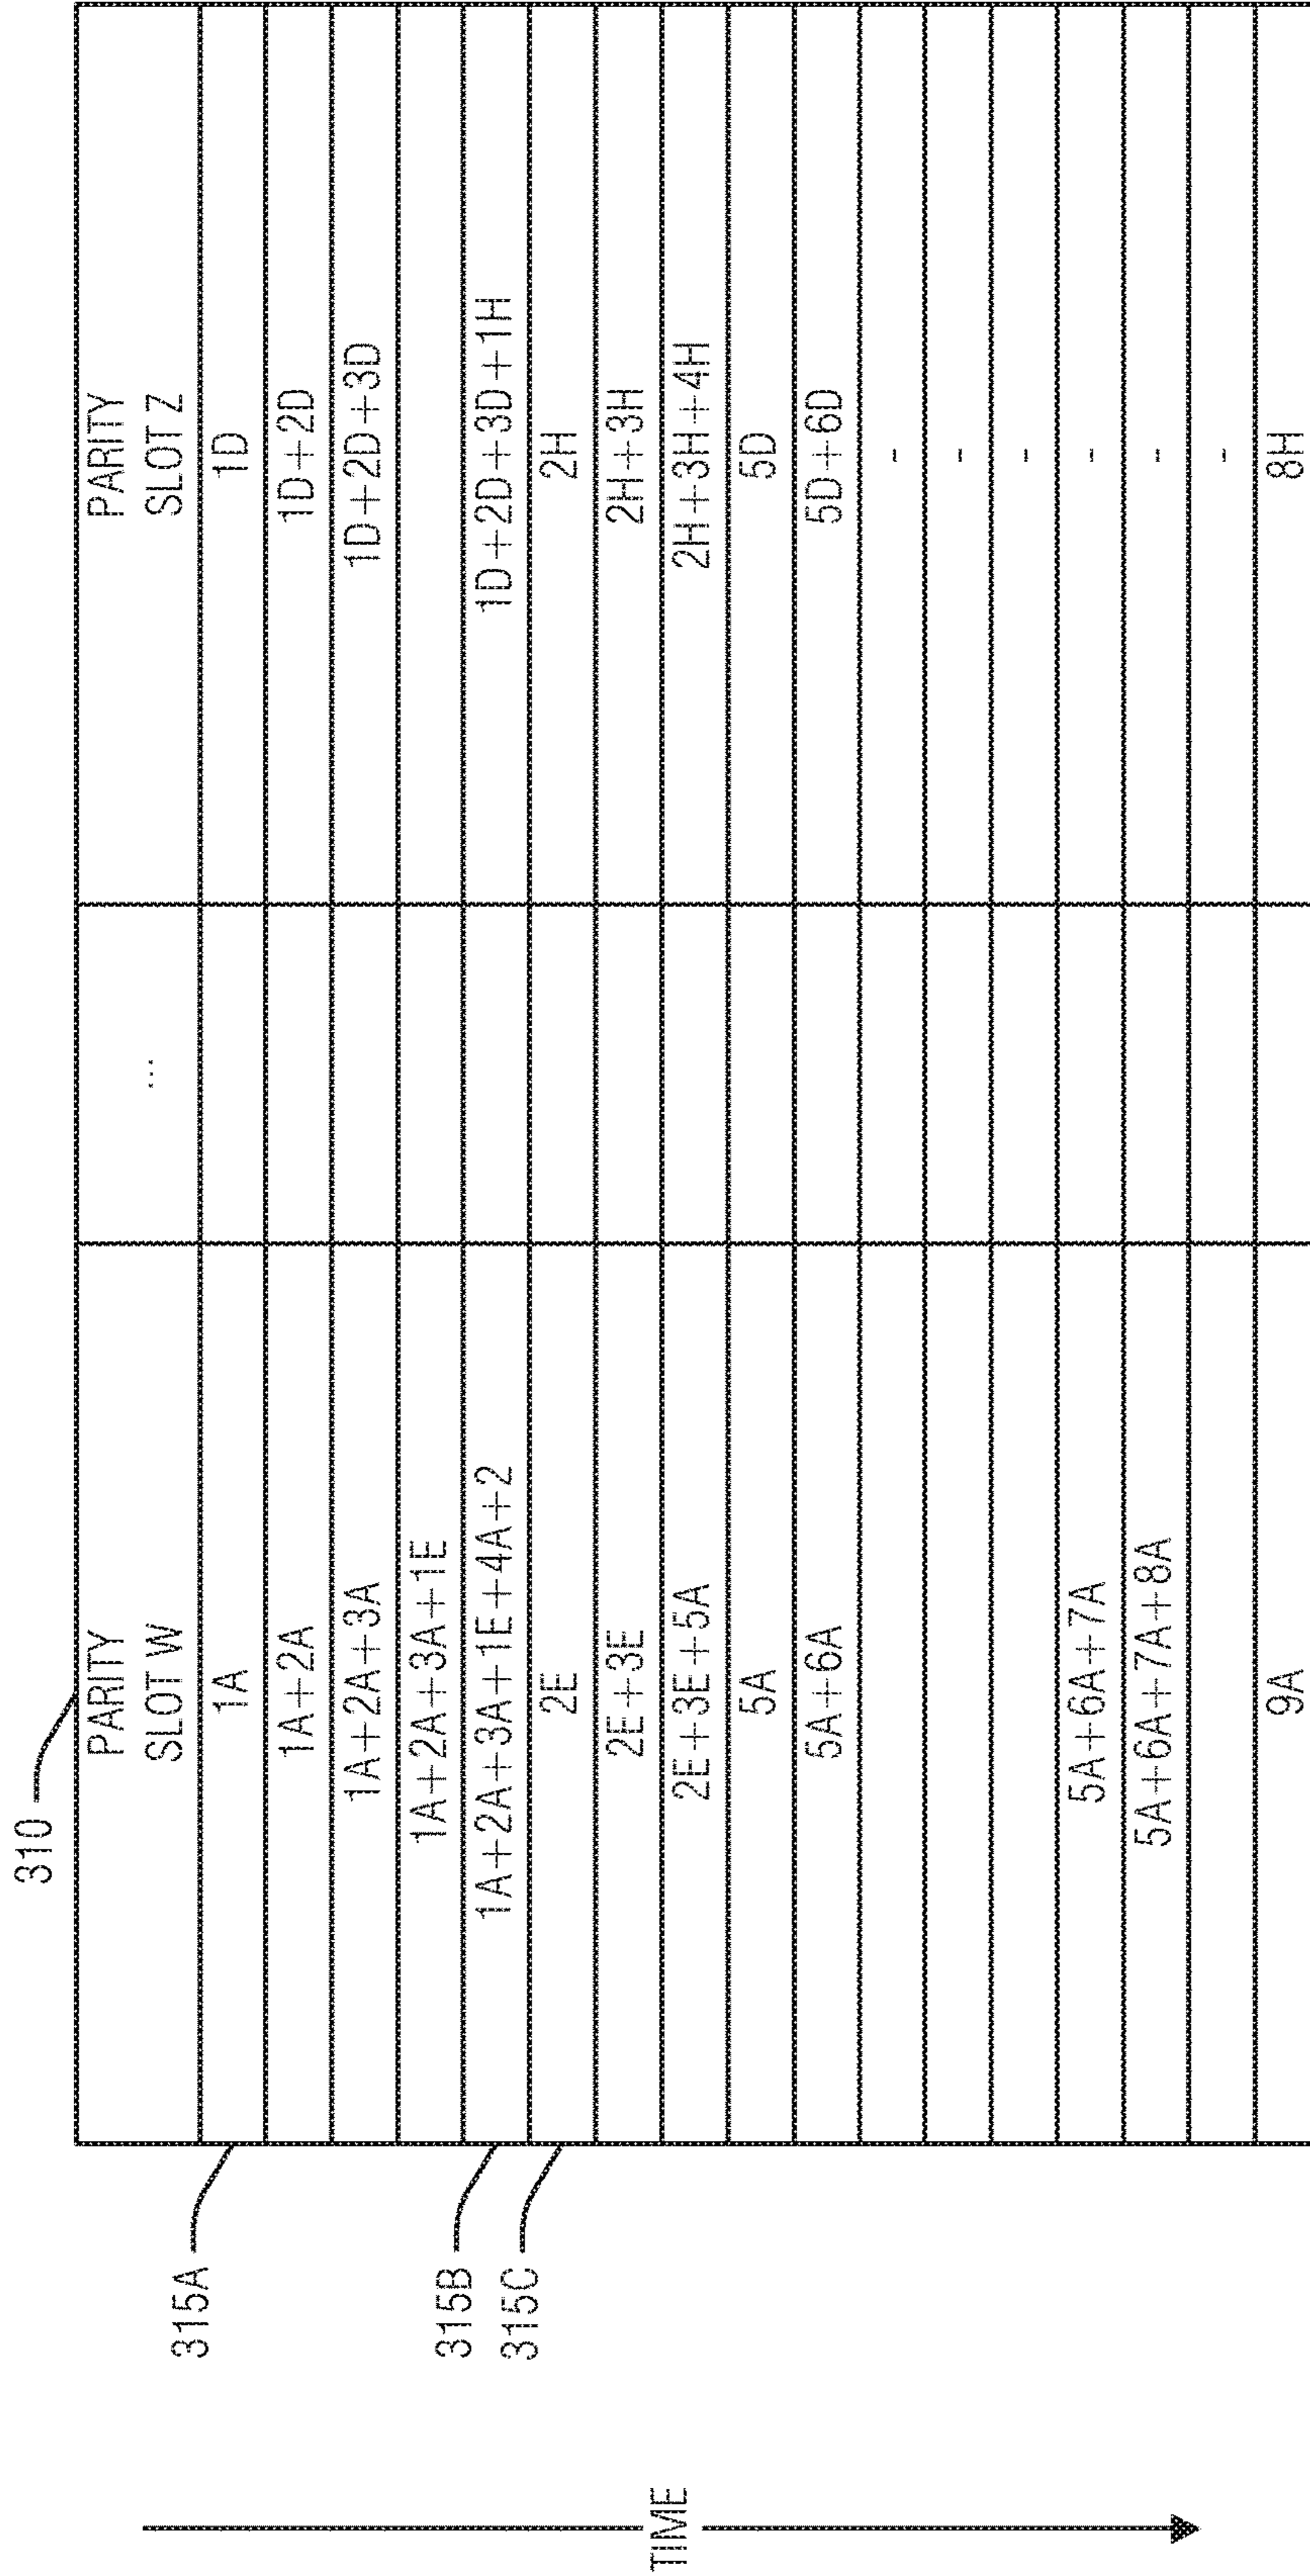 310
PARITY SLOT W ... PARITY SLOT Z
315A 1A 1D
1A+2A 1D+2D
1A+2A+3A 1D+2D+3D
1A+2A+3A+1E
315B 1A+2A+3A+1E+4A+2 1D+2D+3D+1H
315C 2E 2H
2E+3E 2H+3H
2E+3E+5A 2H+3H+4H
5A 5D
5A+6A 5D+6D
-
-
-
5A+6A+7A -
5A+6A+7A+8A -
-
9A 8H
TIME